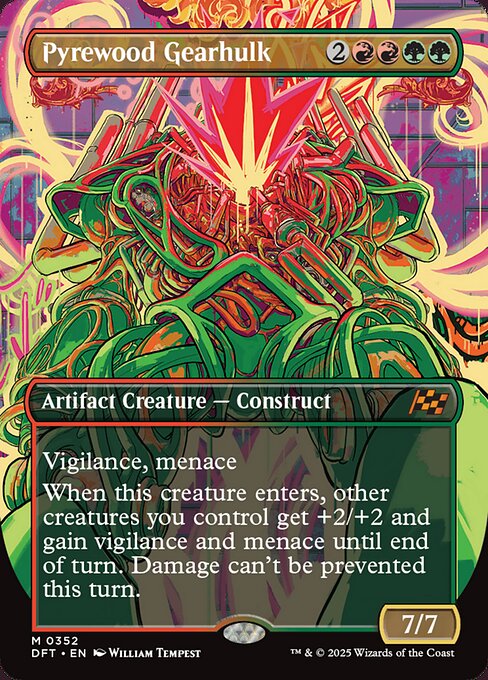 Pyrewood Gearhulk 2
Artifact Creature — Construct
Vigilance, menace
When this creature enters, other
creatures you control get +2/+2 and
gain vigilance and menace until end
of turn. Damage can't be prevented
this turn.
7/7
M 0352
DFT • EN WILLIAM TEMPEST
™ & © 2025 Wizards of the Coast